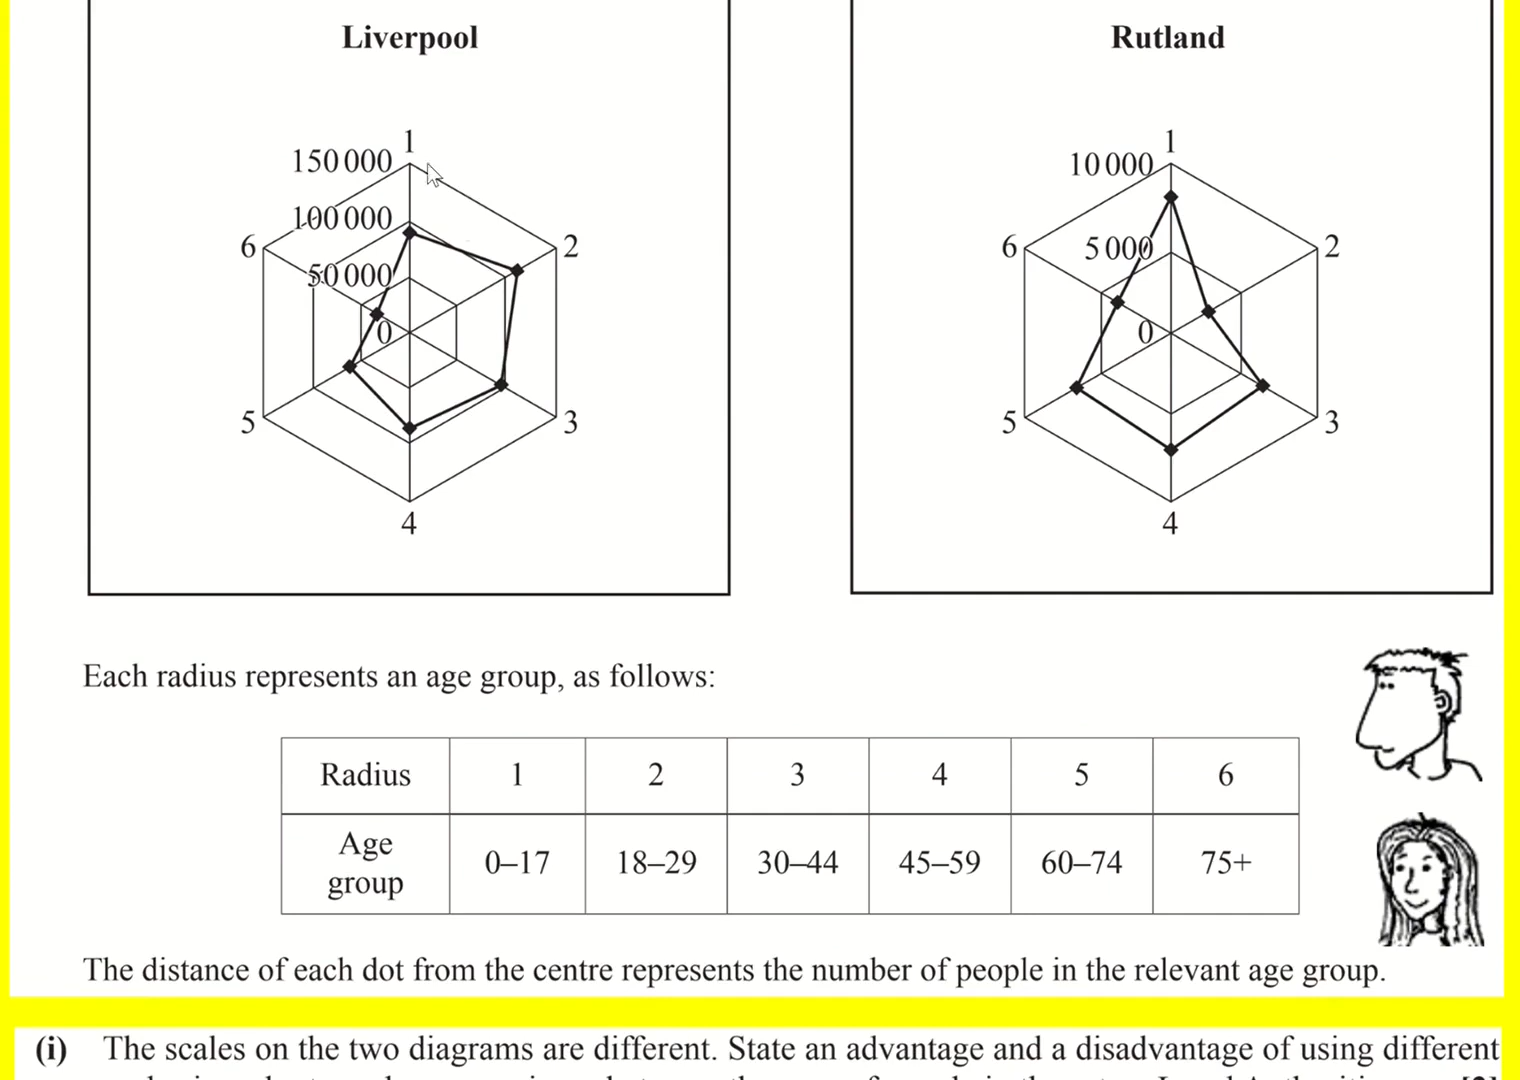 Liverpool
1
150 000
100 000
50 000
0
2
3
4
5
6
Rutland
1
10 000
5 000
0
2
3
4
5
6
Each radius represents an age group, as follows:
Radius 1 2 3 4 5 6
Age group 0–17 18–29 30–44 45–59 60–74 75+
The distance of each dot from the centre represents the number of people in the relevant age group.
(i) The scales on the two diagrams are different. State an advantage and a disadvantage of using different